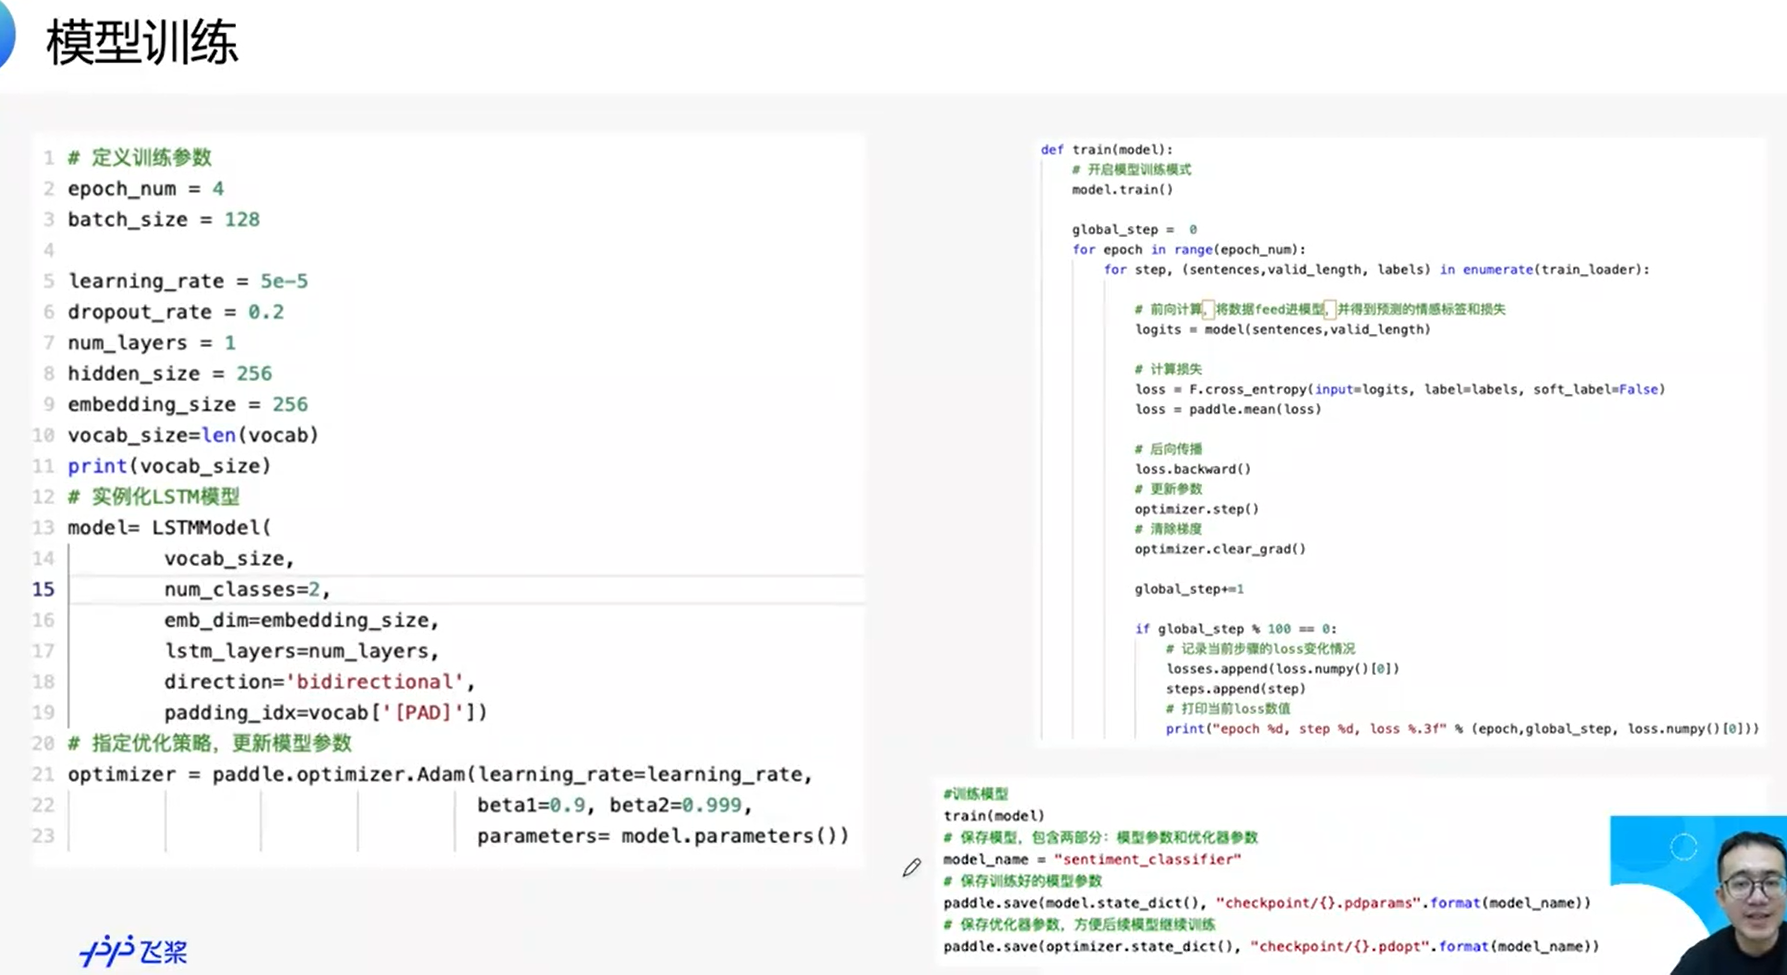 模型训练
1 # 定义训练参数
2 epoch_num = 4
3 batch_size = 128
4
5 learning_rate = 5e-5
6 dropout_rate = 0.2
7 num_layers = 1
8 hidden_size = 256
9 embedding_size = 256
10 vocab_size=len(vocab)
11 print(vocab_size)
12 # 实例化LSTM模型
13 model= LSTMModel(
14 vocab_size,
15 num_classes=2,
16 emb_dim=embedding_size,
17 lstm_layers=num_layers,
18 direction='bidirectional',
19 padding_idx=vocab['[PAD]'])
20 # 指定优化策略，更新模型参数
21 optimizer = paddle.optimizer.Adam(learning_rate=learning_rate,
22 beta1=0.9, beta2=0.999,
23 parameters= model.parameters())
def train(model):
# 开启模型训练模式
model.train()
global_step = 0
for epoch in range(epoch_num):
for step, (sentences,valid_length, labels) in enumerate(train_loader):
# 前向计算，将数据feed进模型，并得到预测的情感标签和损失
logits = model(sentences,valid_length)
# 计算损失
loss = F.cross_entropy(input=logits, label=labels, soft_label=False)
loss = paddle.mean(loss)
# 后向传播
loss.backward()
# 更新参数
optimizer.step()
# 清除梯度
optimizer.clear_grad()
global_step+=1
if global_step % 100 == 0:
# 记录当前步骤的loss变化情况
losses.append(loss.numpy()[0])
steps.append(step)
# 打印当前loss数值
print("epoch %d, step %d, loss %.3f" % (epoch,global_step, loss.numpy()[0]))
#训练模型
train(model)
# 保存模型，包含两部分：模型参数和优化器参数
model_name = "sentiment_classifier"
# 保存训练好的模型参数
paddle.save(model.state_dict(), "checkpoint/{}.pdparams".format(model_name))
# 保存优化器参数，方便后续模型继续训练
paddle.save(optimizer.state_dict(), "checkpoint/{}.pdopt".format(model_name))
飞桨